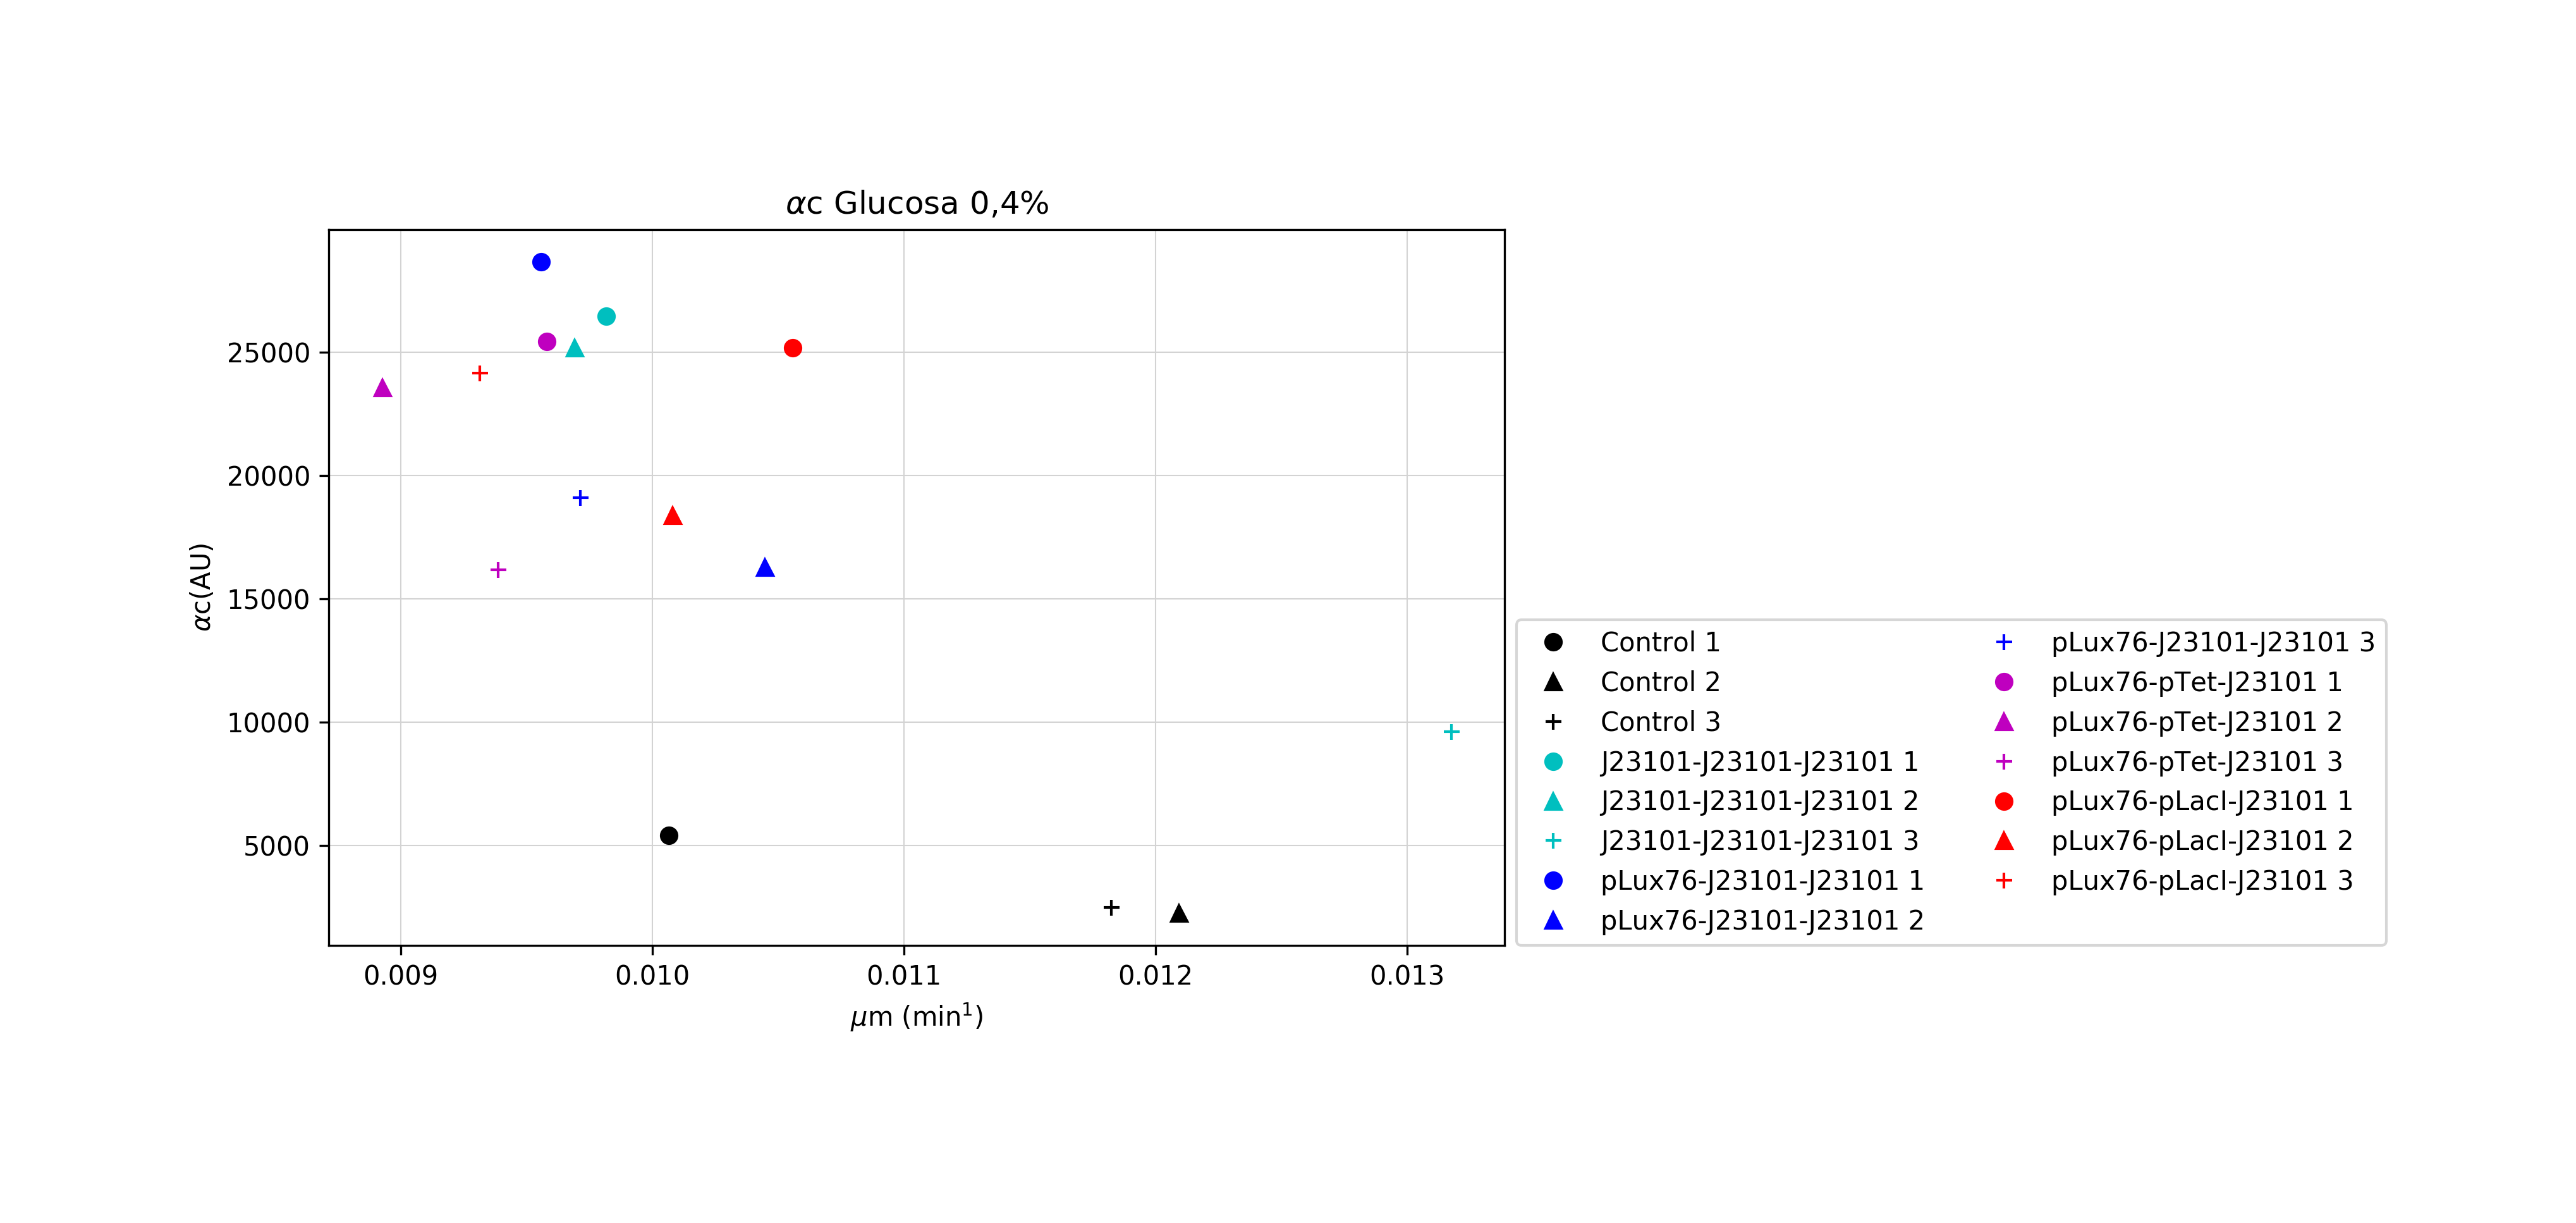 αc Glucosa 0,4%
αc(AU)
25000
20000
15000
10000
5000
0.009 0.010 0.011 0.012 0.013
μm (min¹)
Control 1
Control 2
Control 3
J23101-J23101-J23101 1
J23101-J23101-J23101 2
J23101-J23101-J23101 3
pLux76-J23101-J23101 1
pLux76-J23101-J23101 2
pLux76-J23101-J23101 3
pLux76-pTet-J23101 1
pLux76-pTet-J23101 2
pLux76-pTet-J23101 3
pLux76-pLacI-J23101 1
pLux76-pLacI-J23101 2
pLux76-pLacI-J23101 3